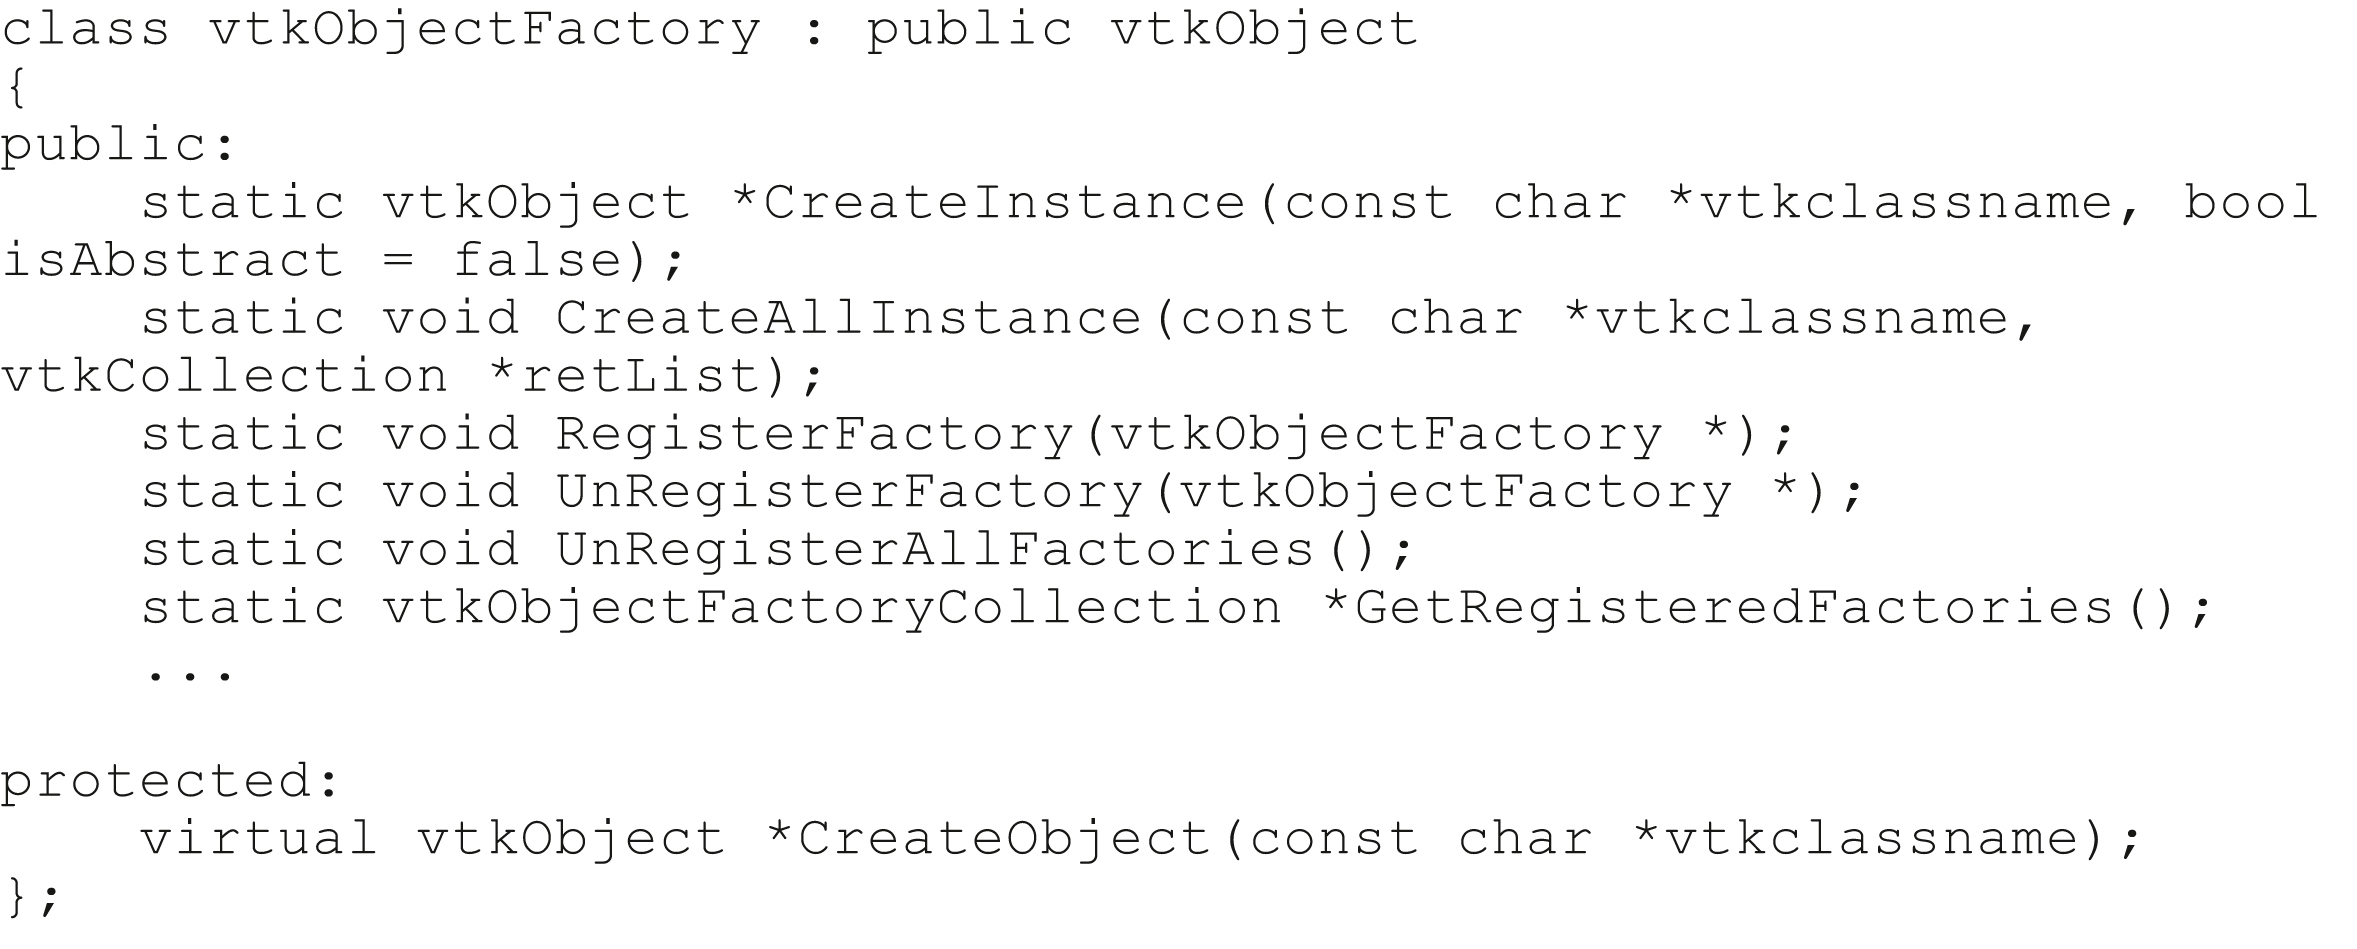 class vtkObjectFactory : public vtkObject
{
public:
    static vtkObject *CreateInstance(const char *vtkclassname, bool
isAbstract = false);
    static void CreateAllInstance(const char *vtkclassname,
vtkCollection *retList);
    static void RegisterFactory(vtkObjectFactory *);
    static void UnRegisterFactory(vtkObjectFactory *);
    static void UnRegisterAllFactories();
    static vtkObjectFactoryCollection *GetRegisteredFactories();
    ...
protected:
    virtual vtkObject *CreateObject(const char *vtkclassname);
};